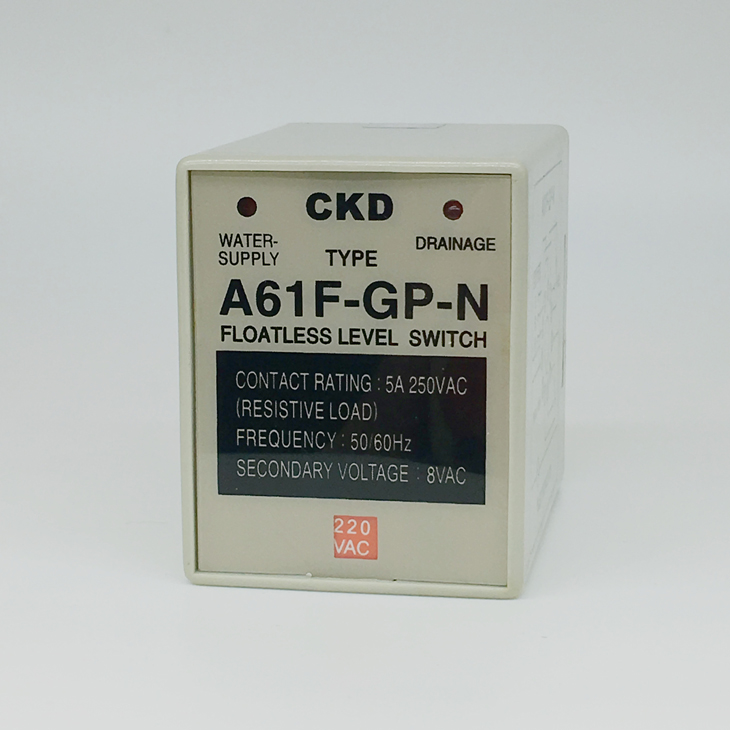 CKD
WATER-
SUPPLY
TYPE
DRAINAGE
A61F-GP-N
FLOATLESS LEVEL SWITCH
CONTACT RATING : 5A 250VAC
(RESISTIVE LOAD)
FREQUENCY : 50/60Hz
SECONDARY VOLTAGE : 8VAC
220
VAC